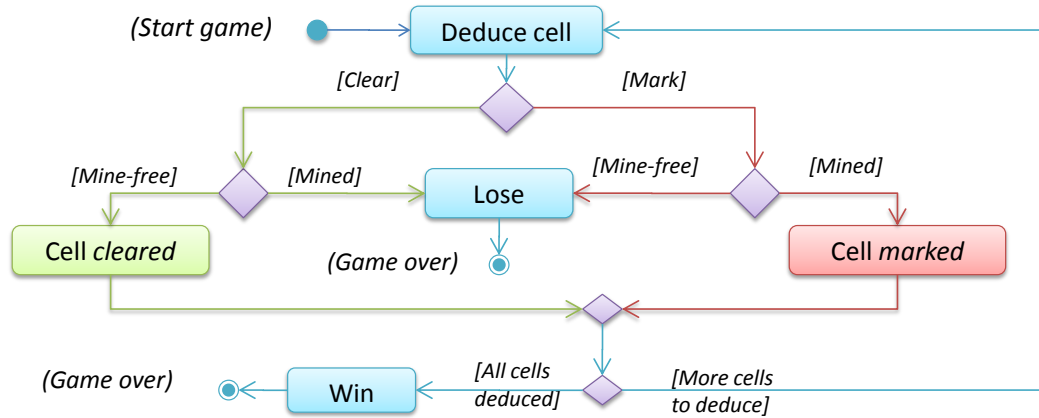 (Start game)
Deduce cell
[Clear]
[Mark]
[Mine-free]
[Mined]
Lose
[Mine-free]
[Mined]
Cell cleared
(Game over)
Cell marked
(Game over)
Win
[All cells
deduced]
[More cells
to deduce]